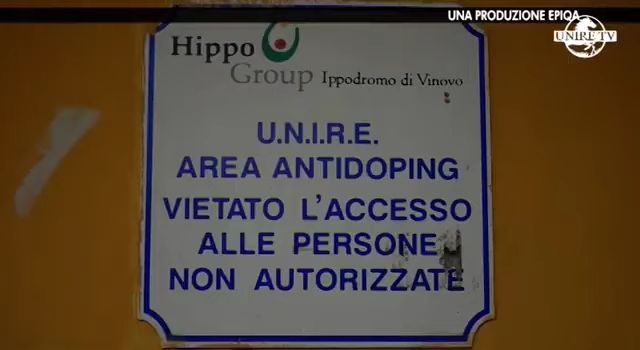 UNA PRODUZIONE EPIQA
UNIRE TV
Hippo
Group Ippodromo di Vinovo
U.N.I.R.E.
AREA ANTIDOPING
VIETATO L'ACCESSO
ALLE PERSONE
NON AUTORIZZATE